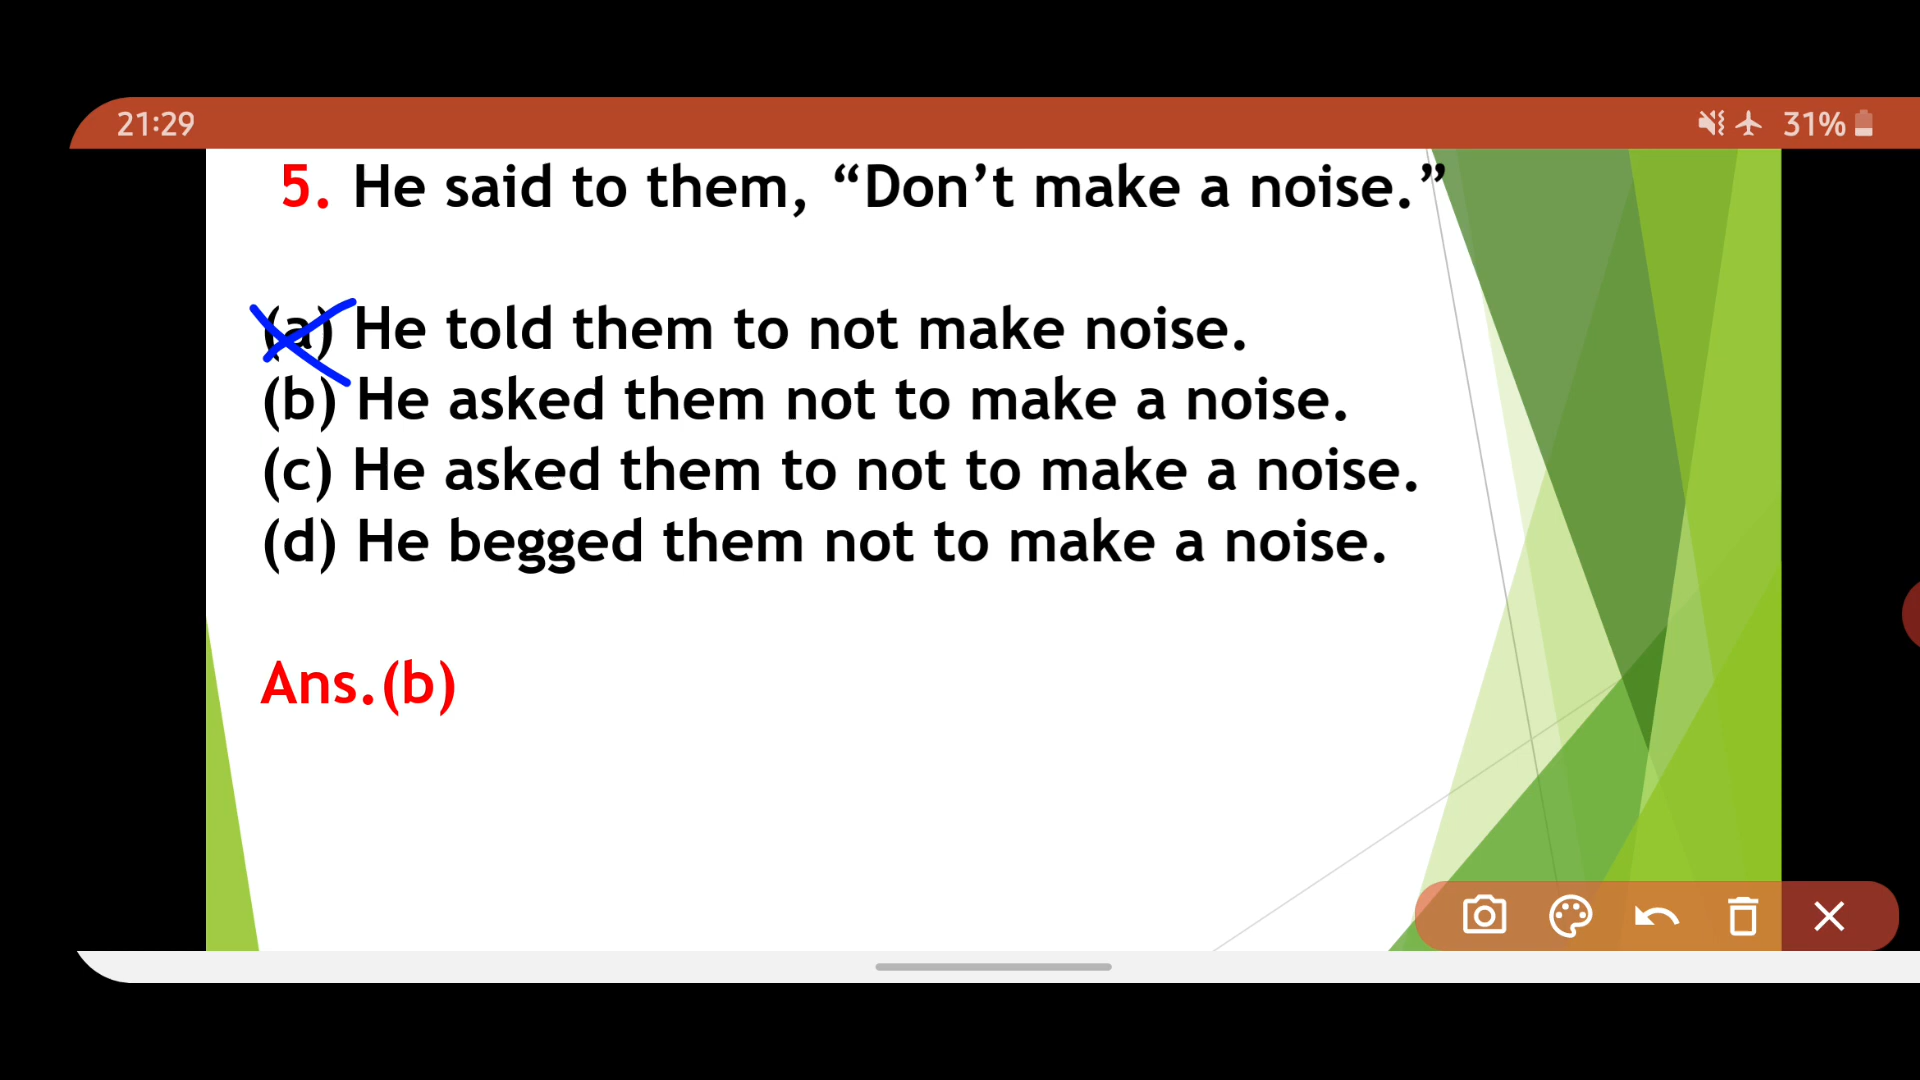 21:29
31%
5. He said to them, “Don’t make a noise.”
(a) He told them to not make noise.
(b) He asked them not to make a noise.
(c) He asked them to not to make a noise.
(d) He begged them not to make a noise.
Ans.(b)